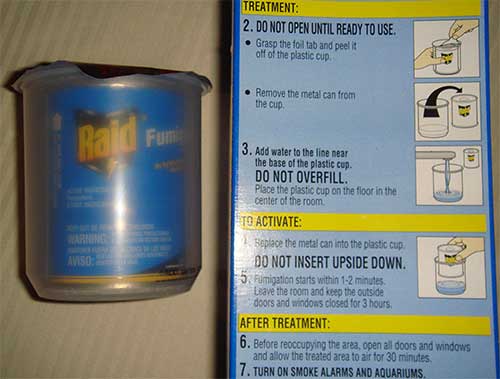 Raid
Fumi
WARNING:
AVISO:
TREATMENT:
2. DO NOT OPEN UNTIL READY TO USE.
● Grasp the foil tab and peel it
off of the plastic cup.
● Remove the metal can from
the cup.
3. Add water to the line near
the base of the plastic cup.
DO NOT OVERFILL.
Place the plastic cup on the floor in the
center of the room.
TO ACTIVATE:
Replace the metal can into the plastic cup.
DO NOT INSERT UPSIDE DOWN.
5. Fumigation starts within 1-2 minutes.
Leave the room and keep the outside
doors and windows closed for 3 hours.
AFTER TREATMENT:
6. Before reoccupying the area, open all doors and windows
and allow the treated area to air for 30 minutes.
7. TURN ON SMOKE ALARMS AND AQUARIUMS.